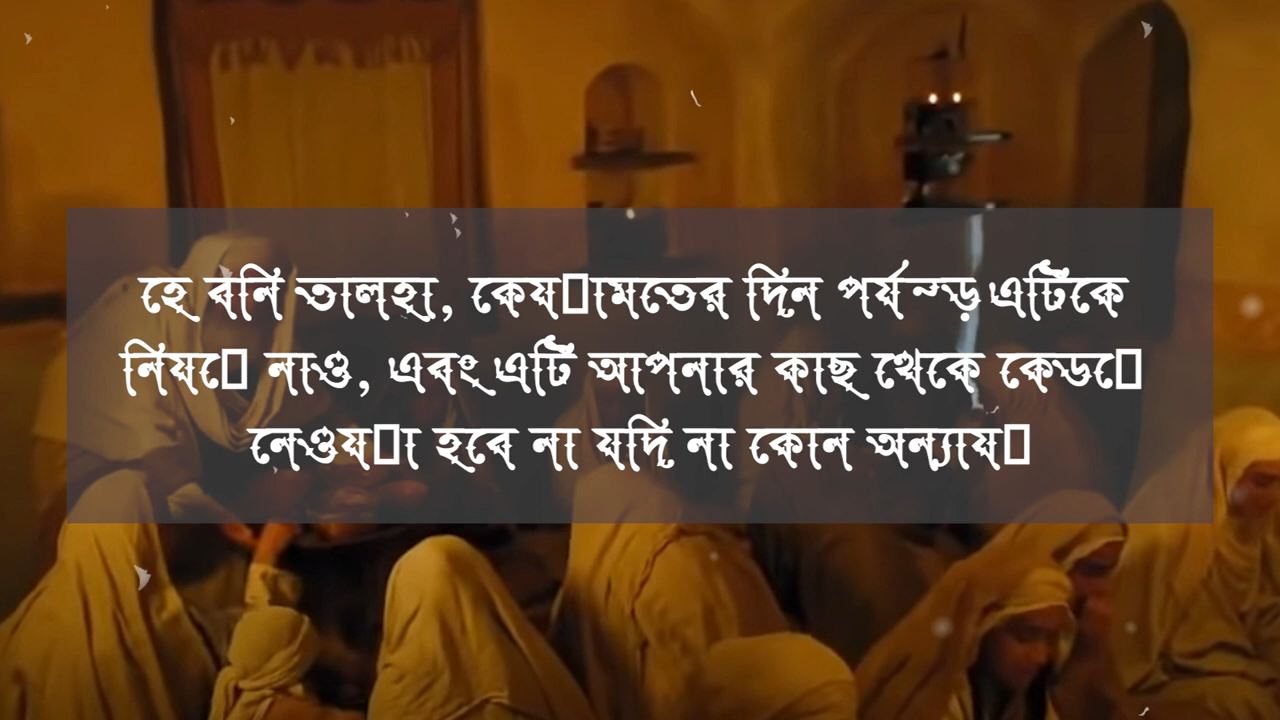 হে বনি তালহা, কেয়ামতের দিন পর্যন্ত এটিকে
নিয়ে নাও, এবং এটি আপনার কাছ থেকে কেড়ে
নেওয়া হবে না যদি না কোন অন্যায়